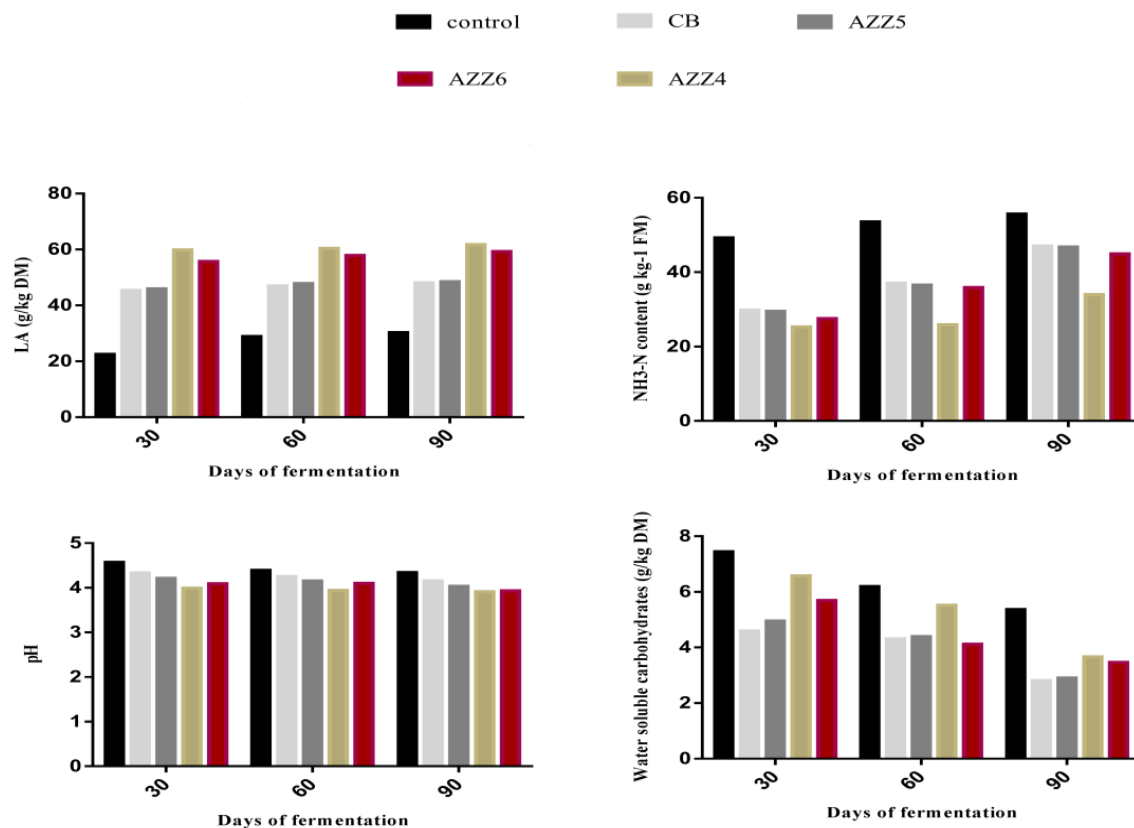 control
CB
AZZ5
AZZ6
AZZ4
LA (g/kg DM)
80
60
40
20
0
30
60
90
Days of fermentation
NH3-N content (g kg-1 FM)
60
40
20
0
30
60
90
Days of fermentation
pH
5
4
3
2
1
0
30
60
90
Days of fermentation
Water soluble carbohydrates (g/kg DM)
8
6
4
2
0
30
60
90
Days of fermentation